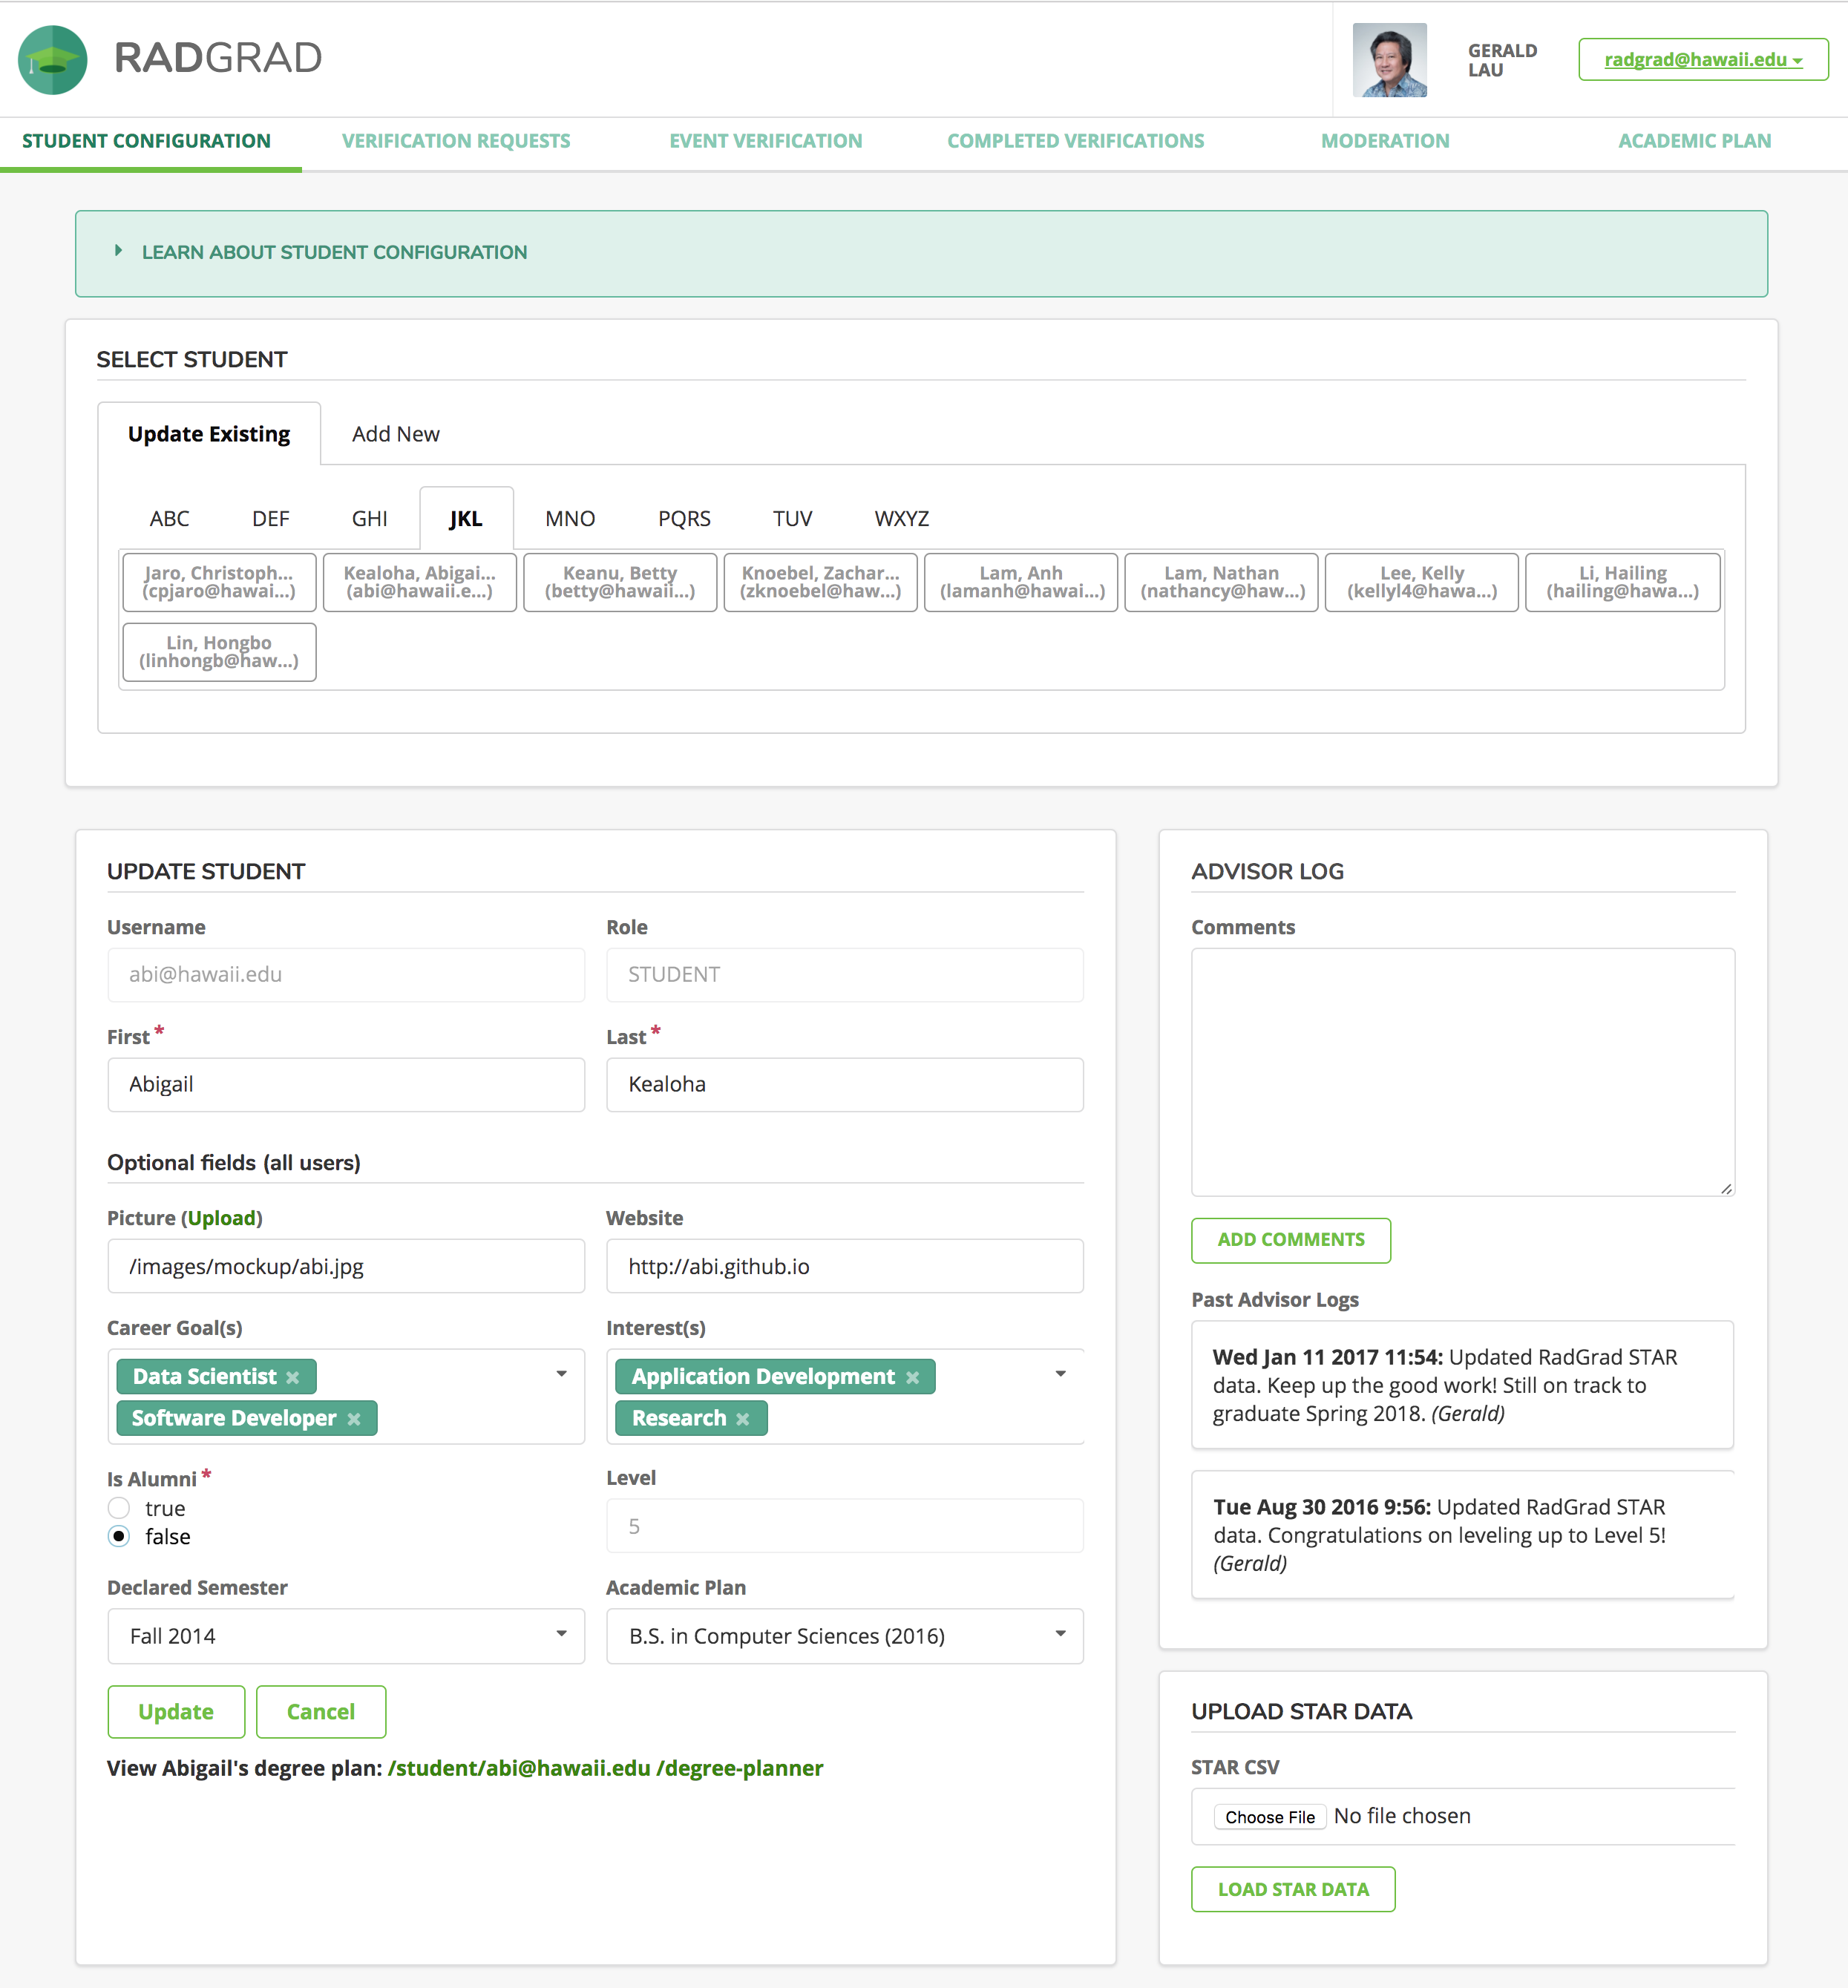 RADGRAD
GERALD
LAU
radgrad@hawaii.edu
STUDENT CONFIGURATION
VERIFICATION REQUESTS
EVENT VERIFICATION
COMPLETED VERIFICATIONS
MODERATION
ACADEMIC PLAN
LEARN ABOUT STUDENT CONFIGURATION
SELECT STUDENT
Update Existing
Add New
ABC
DEF
GHI
JKL
MNO
PQRS
TUV
WXYZ
Jaro, Christoph...
(cpjaro@hawai...)
Kealoha, Abigai...
(abi@hawaii.e...)
Keanu, Betty
(betty@hawaii...)
Knoebel, Zachar...
(zknoebel@haw...)
Lam, Anh
(lamanh@hawai...)
Lam, Nathan
(nathancy@haw...)
Lee, Kelly
(kellyl4@hawa...)
Li, Hailing
(hailing@hawa...)
Lin, Hongbo
(linhongb@haw...)
UPDATE STUDENT
Username
Role
abi@hawaii.edu
STUDENT
First *
Last *
Abigail
Kealoha
Optional fields (all users)
Picture (Upload)
Website
/images/mockup/abi.jpg
http://abi.github.io
Career Goal(s)
Interest(s)
Data Scientist ×
Software Developer ×
Application Development ×
Research ×
Is Alumni *
true
false
Level
5
Declared Semester
Academic Plan
Fall 2014
B.S. in Computer Sciences (2016)
Update
Cancel
View Abigail's degree plan: /student/abi@hawaii.edu /degree-planner
ADVISOR LOG
Comments
ADD COMMENTS
Past Advisor Logs
Wed Jan 11 2017 11:54: Updated RadGrad STAR
data. Keep up the good work! Still on track to
graduate Spring 2018. (Gerald)
Tue Aug 30 2016 9:56: Updated RadGrad STAR
data. Congratulations on leveling up to Level 5!
(Gerald)
UPLOAD STAR DATA
STAR CSV
Choose File No file chosen
LOAD STAR DATA